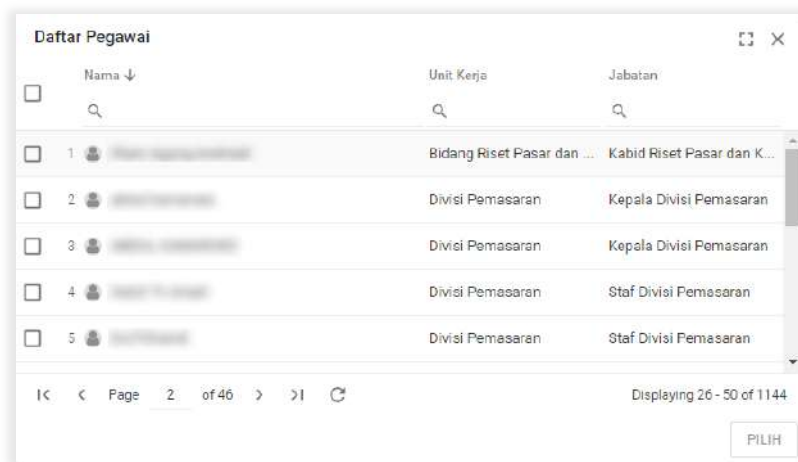 Daftar Pegawai
Nama Unit Kerja Jabatan
1 Bidang Riset Pasar dan ... Kabid Riset Pasar dan K...
2 Divisi Pemasaran Kepala Divisi Pemasaran
3 Divisi Pemasaran Kepala Divisi Pemasaran
4 Divisi Pemasaran Staf Divisi Pemasaran
5 Divisi Pemasaran Staf Divisi Pemasaran
Page 2 of 46 Displaying 26 - 50 of 1144
PILIH